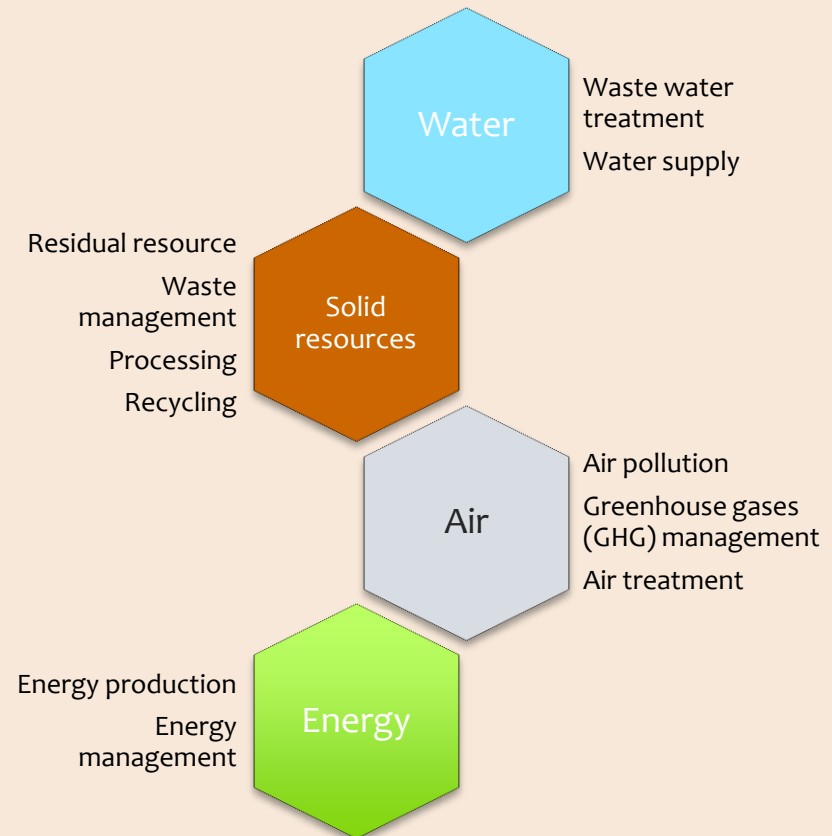 Water
Waste water
treatment
Water supply
Residual resource
Waste
management
Processing
Recycling
Solid
resources
Air
Air pollution
Greenhouse gases
(GHG) management
Air treatment
Energy production
Energy
management
Energy